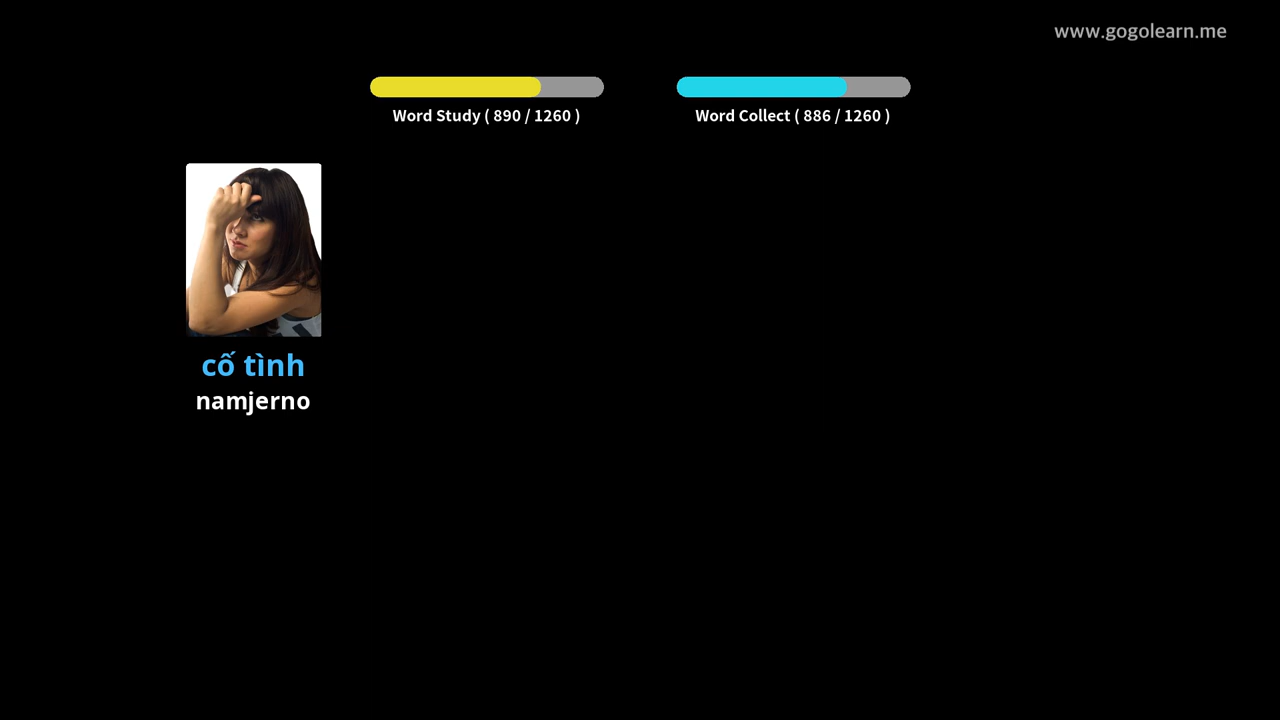 www.gogolearn.me
Word Study ( 890 / 1260 )
Word Collect ( 886 / 1260 )
cố tình
namjerno